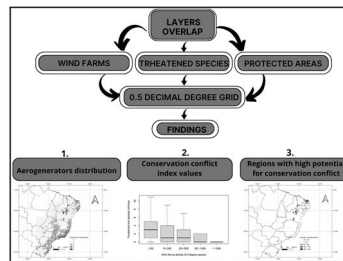 LAYERS
OVERLAP
WIND FARMS
TRHEATENED SPECIES
PROTECTED AREAS
0.5 DECIMAL DEGREE GRID
FINDINGS
1.
Aerogenerators distribution
2.
Conservation conflict
index values
3.
Regions with high potential
for conservation conflict